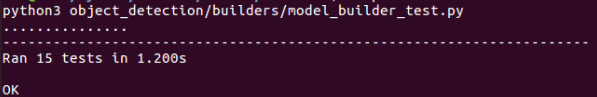 python3 object_detection/builders/model_builder_test.py
...............
----------------------------------------------------------------------
Ran 15 tests in 1.200s
OK